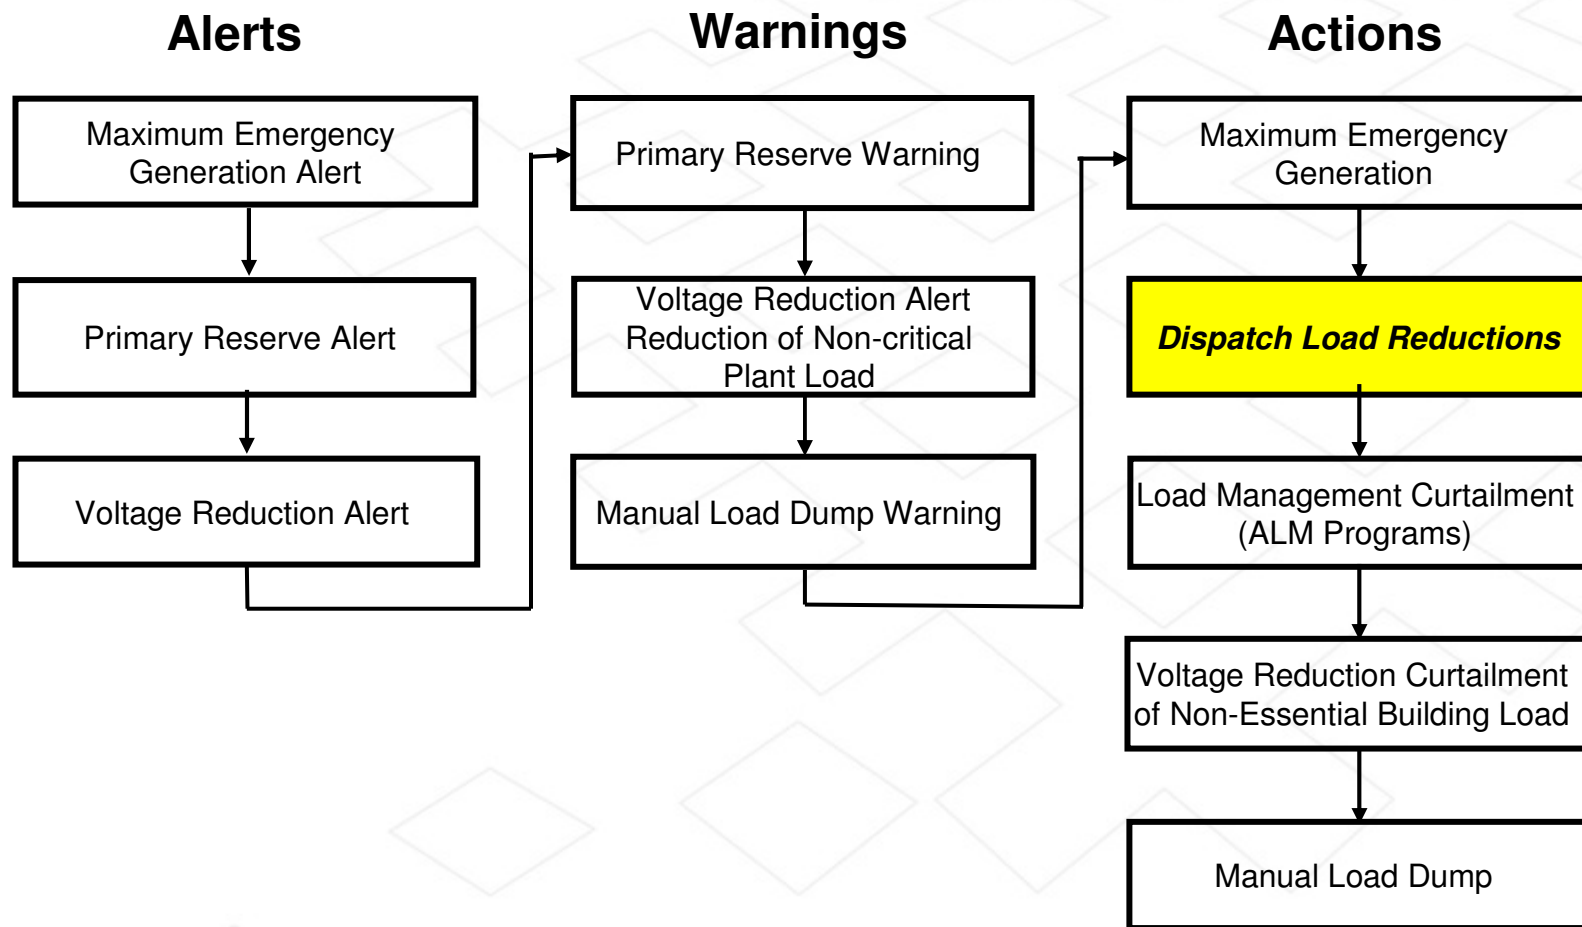 Alerts
Maximum Emergency
Generation Alert
Primary Reserve Alert
Voltage Reduction Alert
Warnings
Primary Reserve Warning
Voltage Reduction Alert
Reduction of Non-critical
Plant Load
Manual Load Dump Warning
Actions
Maximum Emergency
Generation
Dispatch Load Reductions
Load Management Curtailment
(ALM Programs)
Voltage Reduction Curtailment
of Non-Essential Building Load
Manual Load Dump